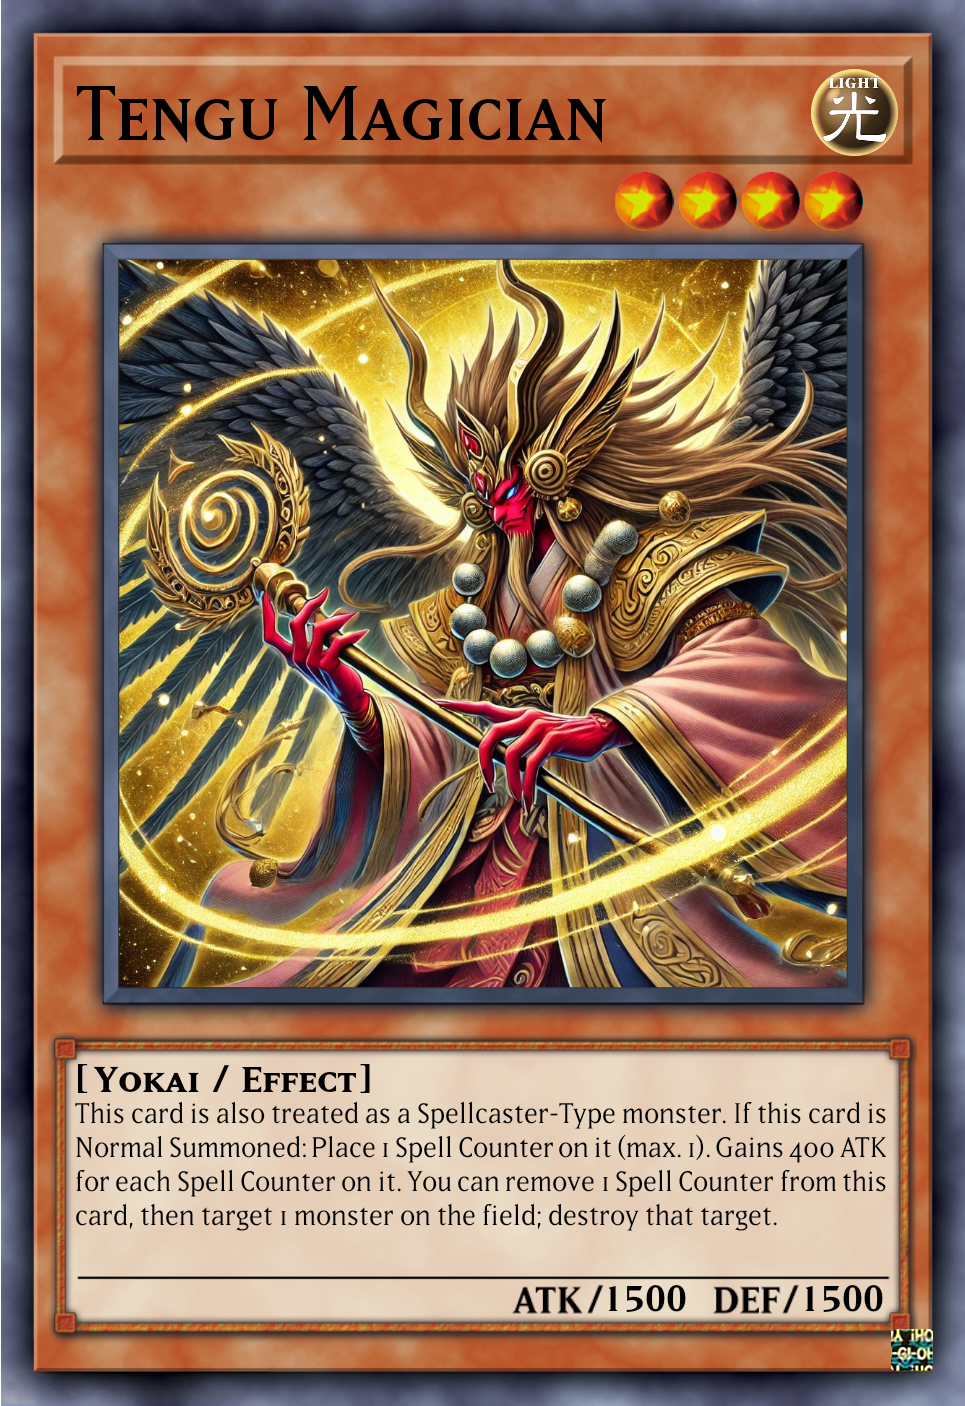 Tengu Magician
LIGHT
光
[Yokai / Effect]
This card is also treated as a Spellcaster-Type monster. If this card is
Normal Summoned: Place 1 Spell Counter on it (max. 1). Gains 400 ATK
for each Spell Counter on it. You can remove 1 Spell Counter from this
card, then target 1 monster on the field; destroy that target.
ATK/1500 DEF/1500